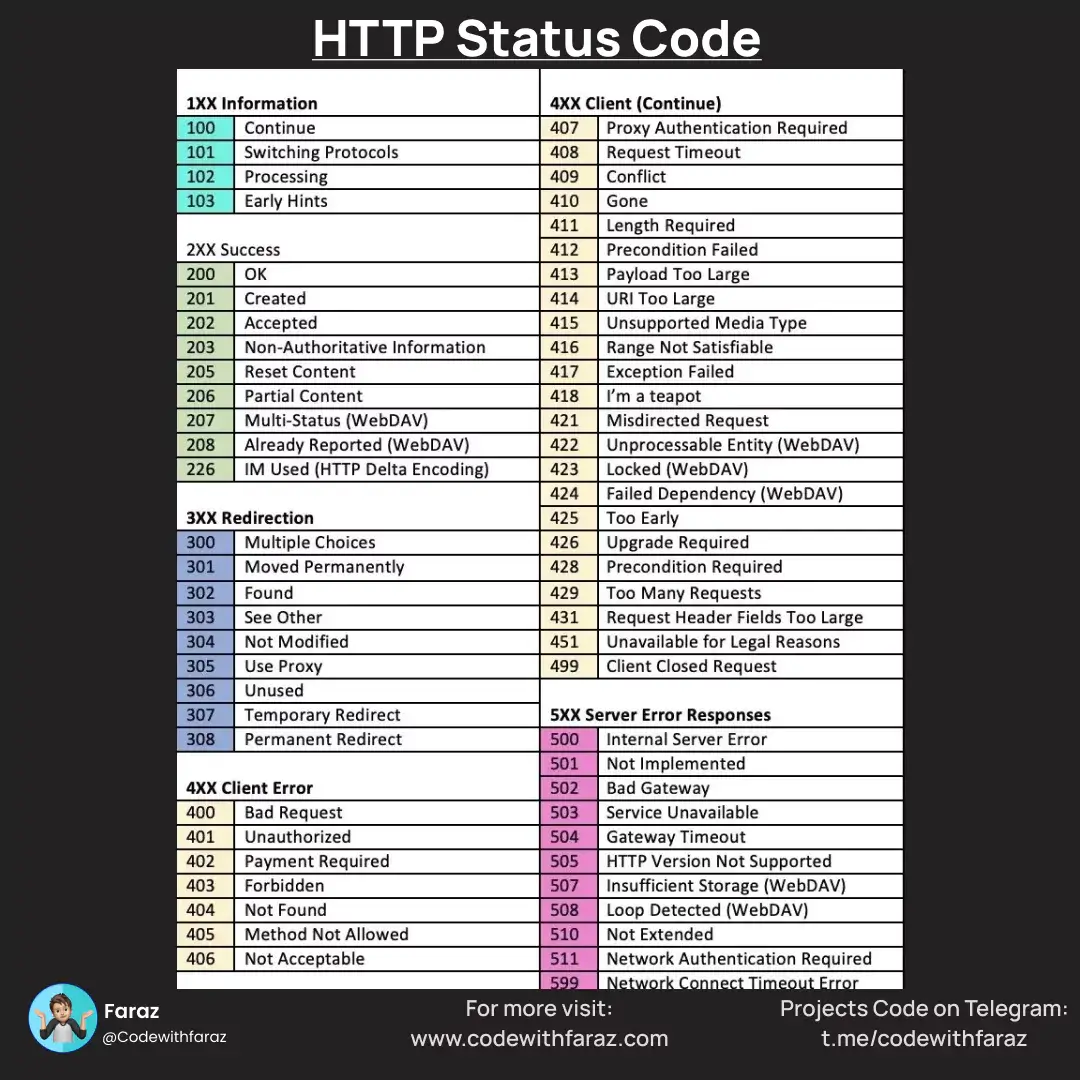 HTTP Status Code
1XX Information
100 Continue
101 Switching Protocols
102 Processing
103 Early Hints
2XX Success
200 OK
201 Created
202 Accepted
203 Non-Authoritative Information
205 Reset Content
206 Partial Content
207 Multi-Status (WebDAV)
208 Already Reported (WebDAV)
226 IM Used (HTTP Delta Encoding)
3XX Redirection
300 Multiple Choices
301 Moved Permanently
302 Found
303 See Other
304 Not Modified
305 Use Proxy
306 Unused
307 Temporary Redirect
308 Permanent Redirect
4XX Client Error
400 Bad Request
401 Unauthorized
402 Payment Required
403 Forbidden
404 Not Found
405 Method Not Allowed
406 Not Acceptable
4XX Client (Continue)
407 Proxy Authentication Required
408 Request Timeout
409 Conflict
410 Gone
411 Length Required
412 Precondition Failed
413 Payload Too Large
414 URI Too Large
415 Unsupported Media Type
416 Range Not Satisfiable
417 Exception Failed
418 I’m a teapot
421 Misdirected Request
422 Unprocessable Entity (WebDAV)
423 Locked (WebDAV)
424 Failed Dependency (WebDAV)
425 Too Early
426 Upgrade Required
428 Precondition Required
429 Too Many Requests
431 Request Header Fields Too Large
451 Unavailable for Legal Reasons
499 Client Closed Request
5XX Server Error Responses
500 Internal Server Error
501 Not Implemented
502 Bad Gateway
503 Service Unavailable
504 Gateway Timeout
505 HTTP Version Not Supported
507 Insufficient Storage (WebDAV)
508 Loop Detected (WebDAV)
510 Not Extended
511 Network Authentication Required
599 Network Connect Timeout Error
Faraz
@Codewithfaraz
For more visit:
www.codewithfaraz.com
Projects Code on Telegram:
t.me/codewithfaraz